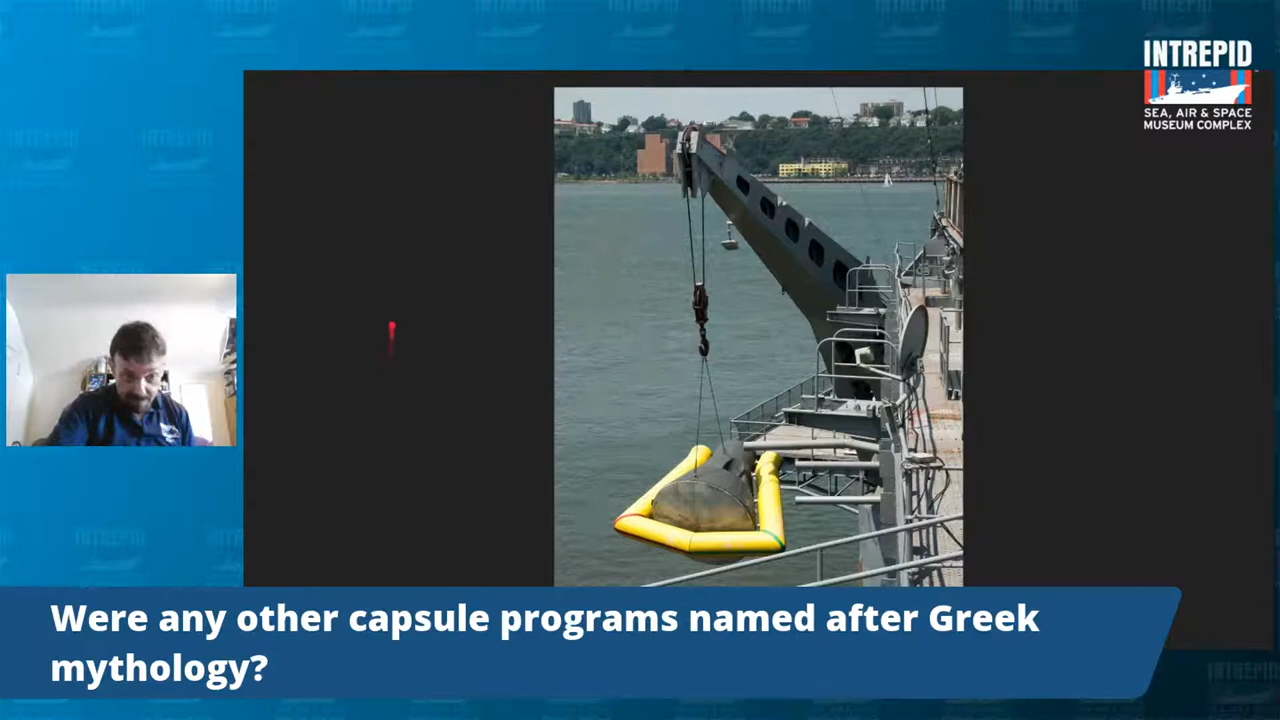 INTREPID
SEA, AIR & SPACE
MUSEUM COMPLEX
Were any other capsule programs named after Greek
mythology?